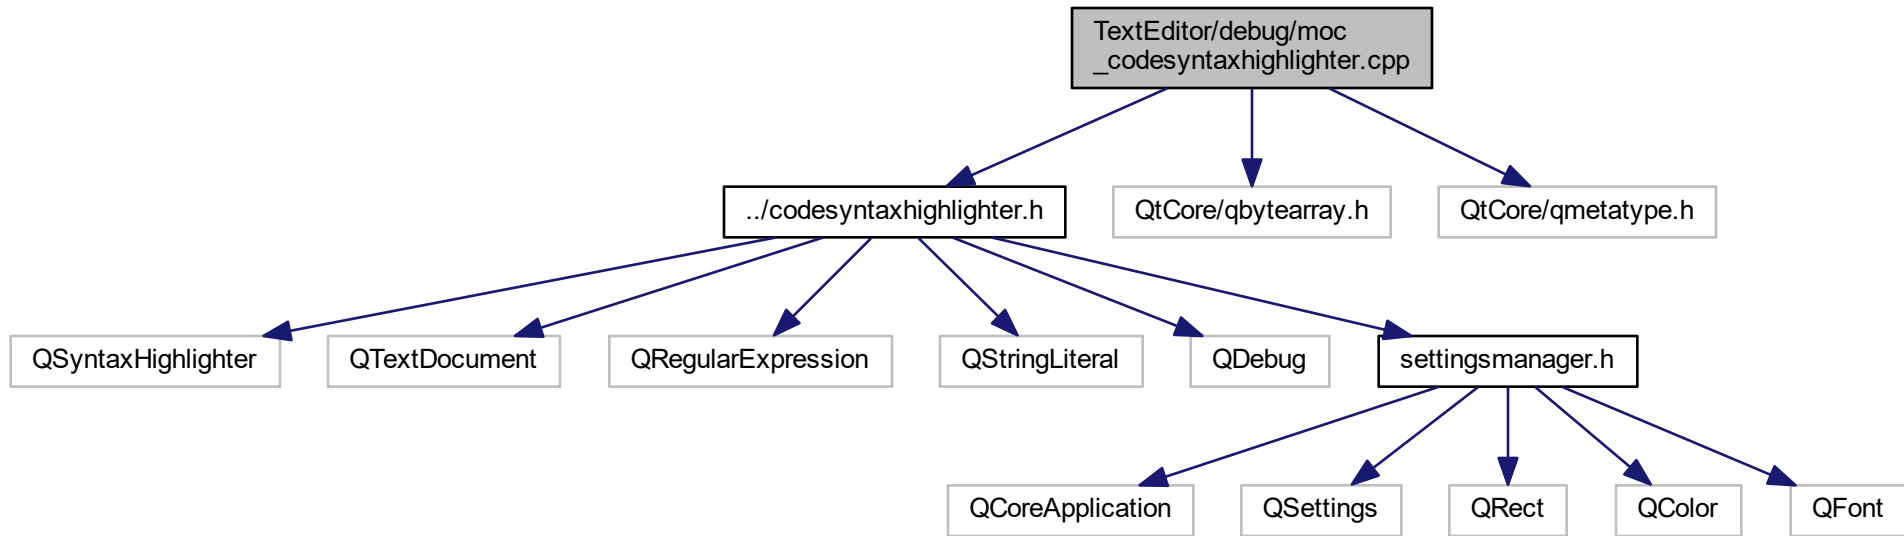 TextEditor/debug/moc
_codesyntaxhighlighter.cpp
../codesyntaxhighlighter.h
QtCore/qbytearray.h
QtCore/qmetatype.h
QSyntaxHighlighter
QTextDocument
QRegularExpression
QStringLiteral
QDebug
settingsmanager.h
QCoreApplication
QSettings
QRect
QColor
QFont